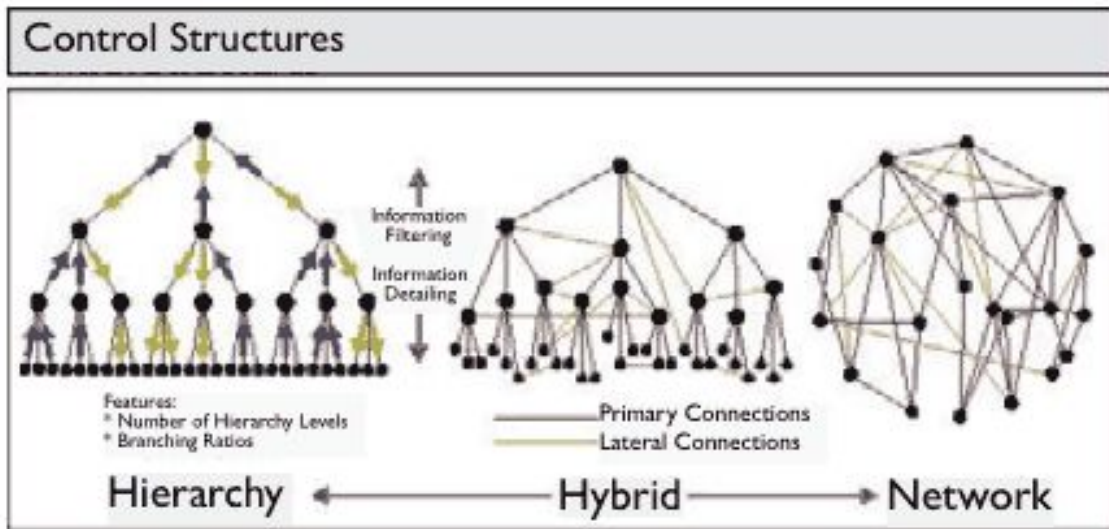 Control Structures
Information
Filtering
Information
Detailing
Features:
* Number of Hierarchy Levels
* Branching Ratios
Primary Connections
Lateral Connections
Hierarchy
Hybrid
Network